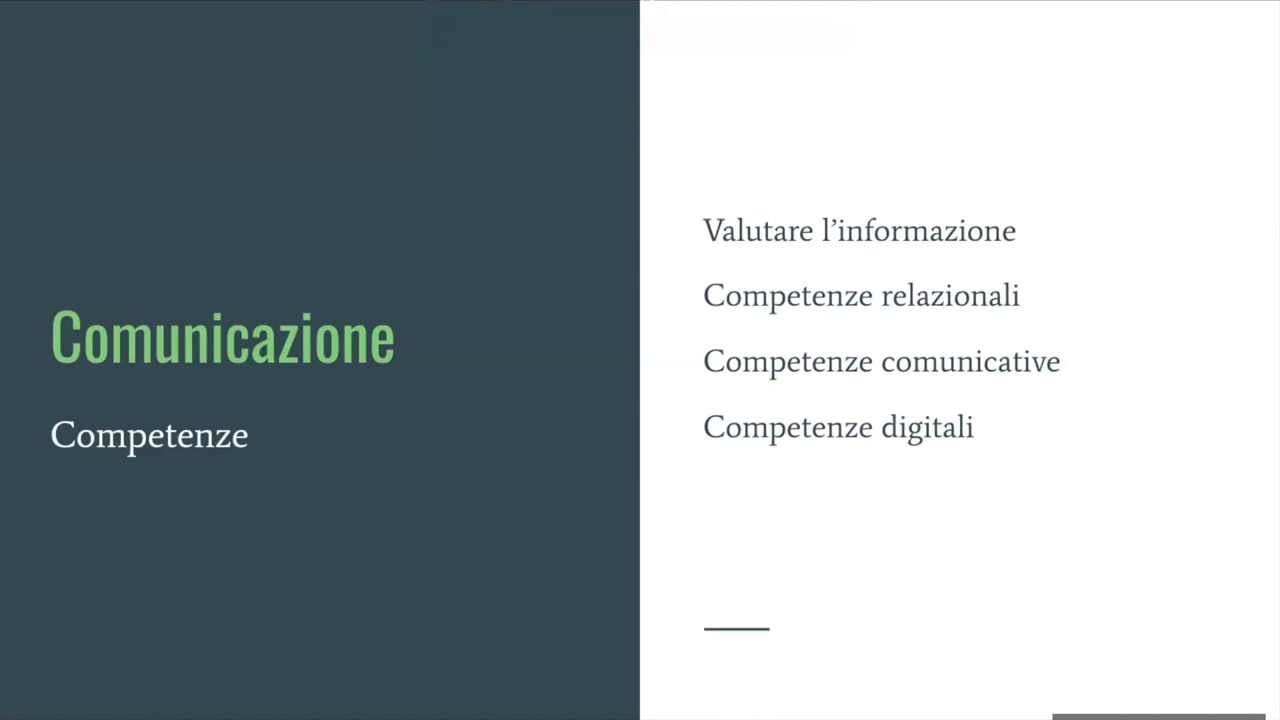 Comunicazione
Competenze
Valutare l’informazione
Competenze relazionali
Competenze comunicative
Competenze digitali